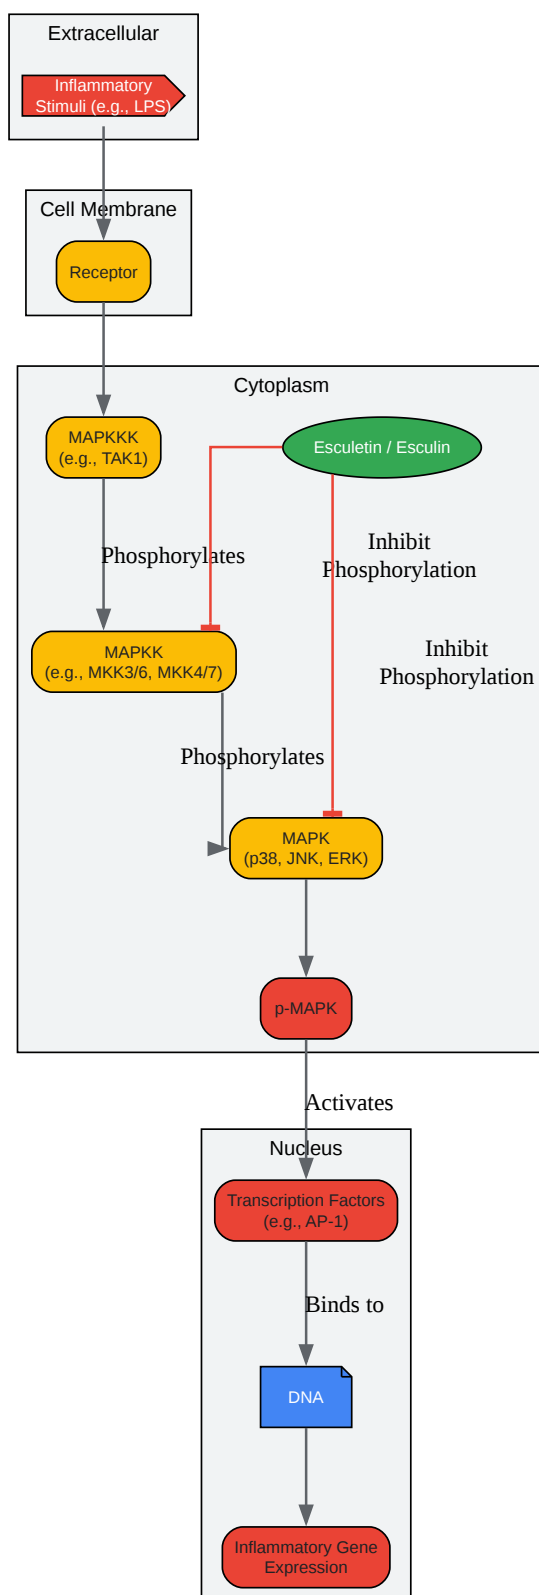 Extracellular
Inflammatory
Stimuli (e.g., LPS)
Cell Membrane
Receptor
Cytoplasm
MAPKKK
(e.g., TAK1)
Esculetin / Esculin
Phosphorylates
Inhibit
Phosphorylation
MAPKK
(e.g., MKK3/6, MKK4/7)
Inhibit
Phosphorylation
Phosphorylates
MAPK
(p38, JNK, ERK)
p-MAPK
Activates
Nucleus
Transcription Factors
(e.g., AP-1)
Binds to
DNA
Inflammatory Gene
Expression